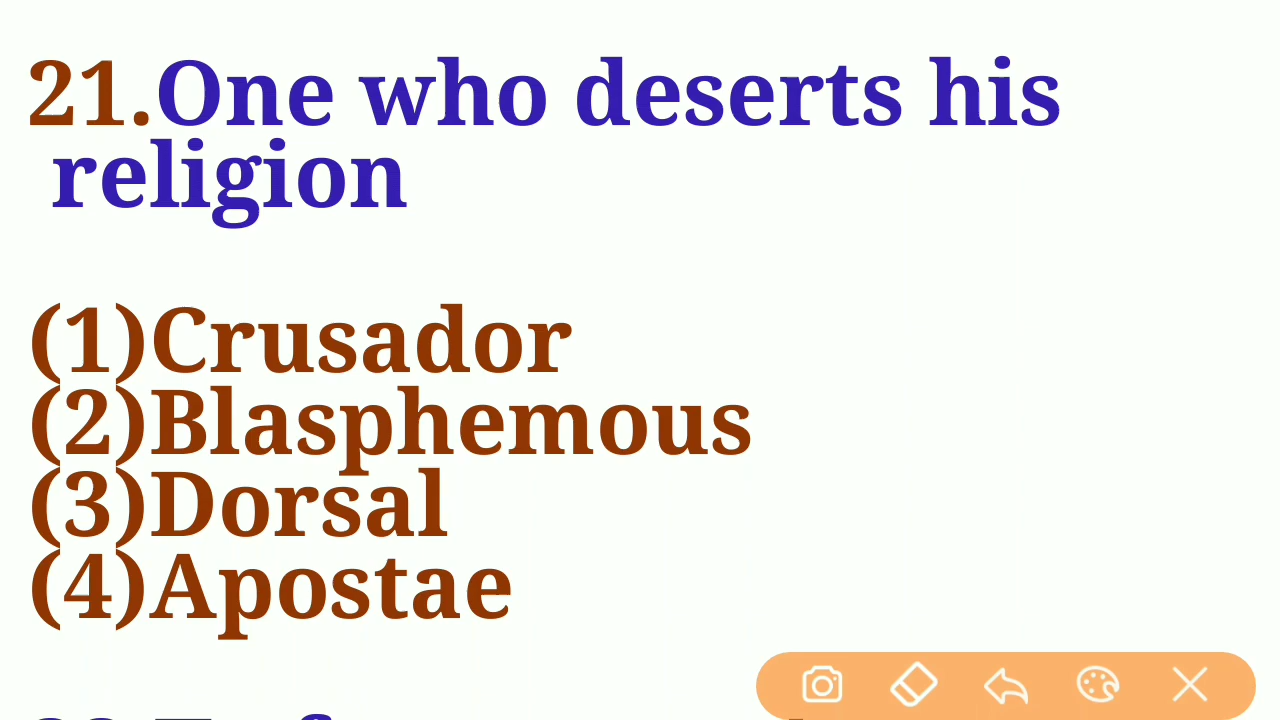 21.One who deserts his
religion
(1)Crusador
(2)Blasphemous
(3)Dorsal
(4)Apostae